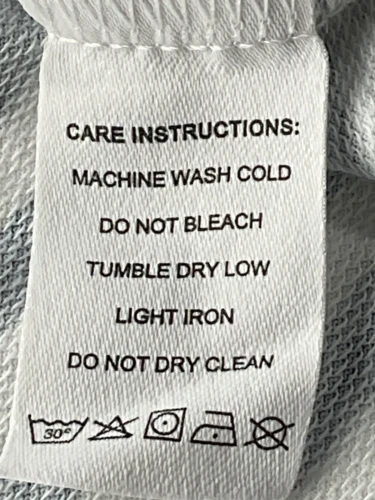 CARE INSTRUCTIONS:
MACHINE WASH COLD
DO NOT BLEACH
TUMBLE DRY LOW
LIGHT IRON
DO NOT DRY CLEAN
30°